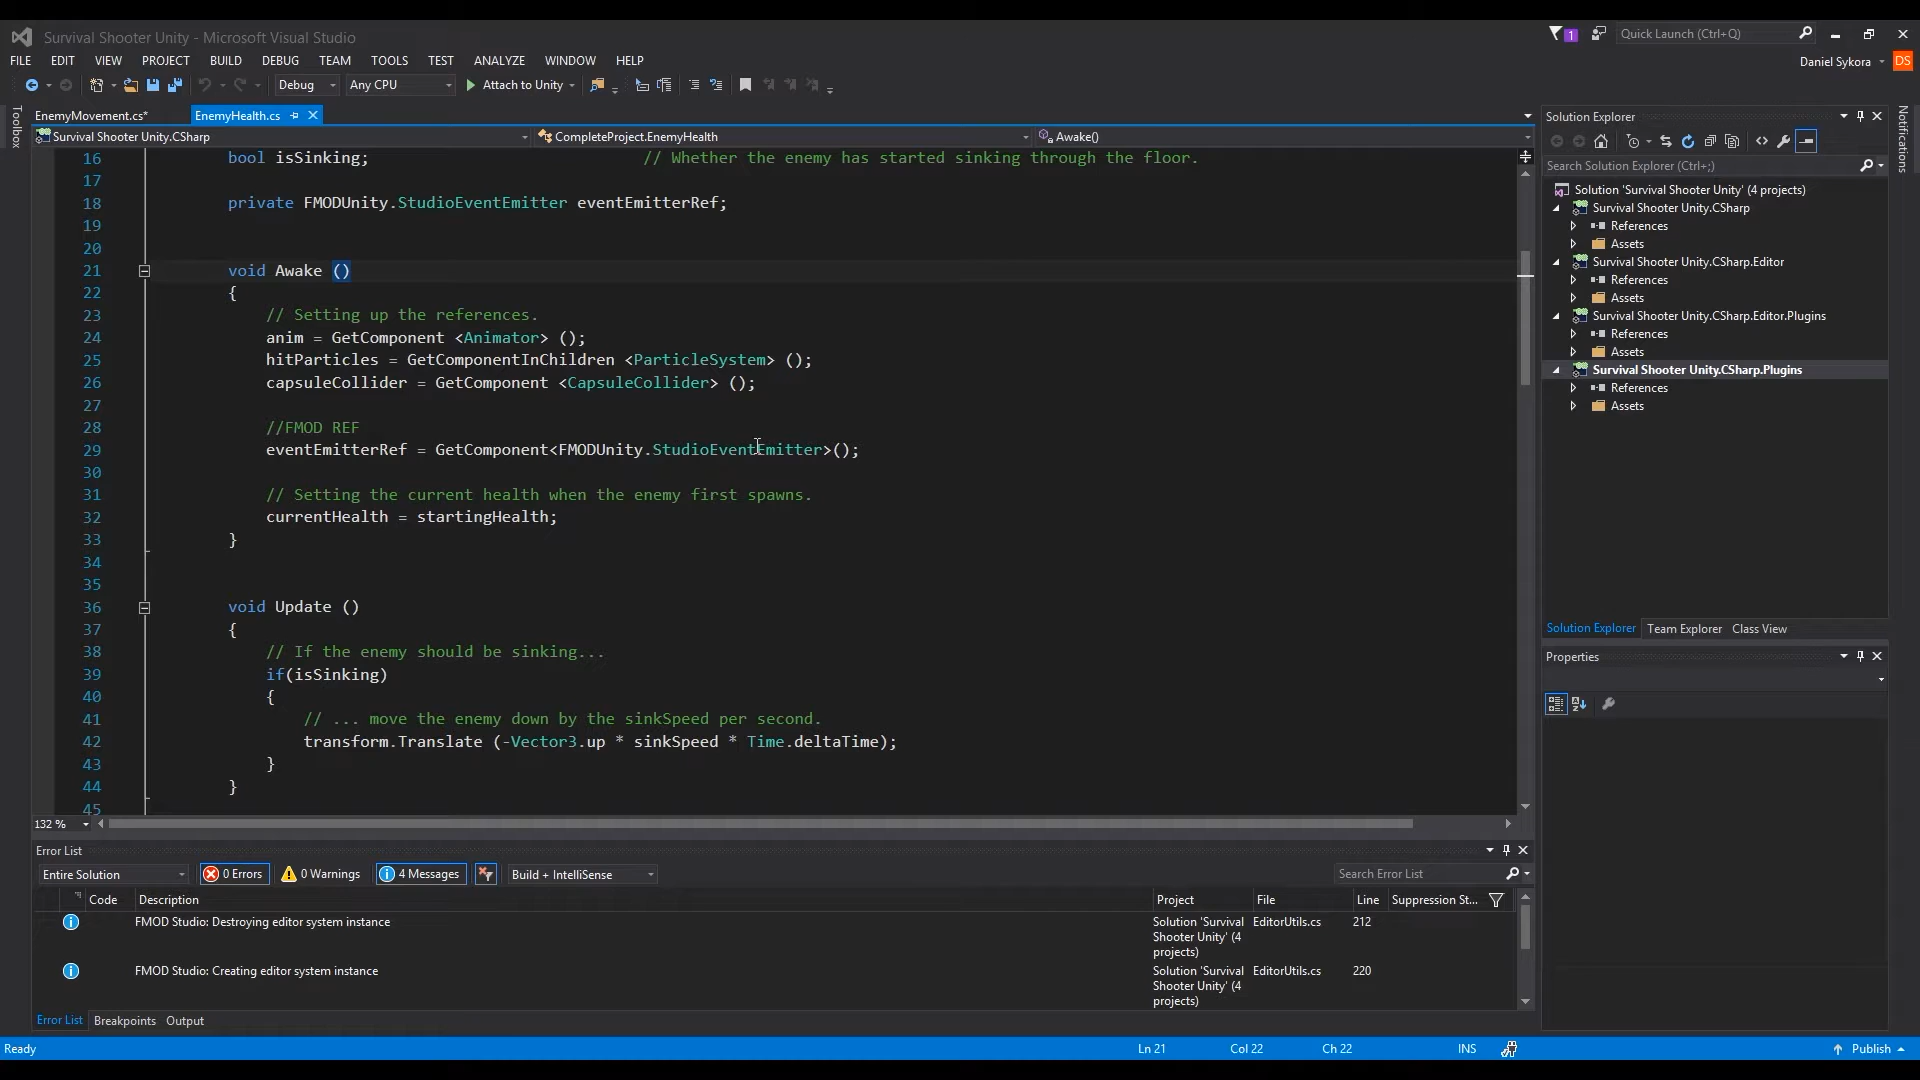 Survival Shooter Unity - Microsoft Visual Studio
1
Quick Launch (Ctrl+Q)
FILE EDIT VIEW PROJECT BUILD DEBUG TEAM TOOLS TEST ANALYZE WINDOW HELP
Daniel Sykora DS
Debug Any CPU Attach to Unity
Toolbox
EnemyMovement.cs* EnemyHealth.cs
Survival Shooter Unity.CSharp CompleteProject.EnemyHealth Awake()
16 bool isSinking; // Whether the enemy has started sinking through the floor.
17
18 private FMODUnity.StudioEventEmitter eventEmitterRef;
19
20
21 void Awake ()
22 {
23 // Setting up the references.
24 anim = GetComponent <Animator> ();
25 hitParticles = GetComponentInChildren <ParticleSystem> ();
26 capsuleCollider = GetComponent <CapsuleCollider> ();
27
28 //FMOD REF
29 eventEmitterRef = GetComponent<FMODUnity.StudioEventEmitter>();
30
31 // Setting the current health when the enemy first spawns.
32 currentHealth = startingHealth;
33 }
34
35
36 void Update ()
37 {
38 // If the enemy should be sinking...
39 if(isSinking)
40 {
41 // ... move the enemy down by the sinkSpeed per second.
42 transform.Translate (-Vector3.up * sinkSpeed * Time.deltaTime);
43 }
44 }
45
132 %
Solution Explorer
Search Solution Explorer (Ctrl+;)
Solution 'Survival Shooter Unity' (4 projects)
Survival Shooter Unity.CSharp
References
Assets
Survival Shooter Unity.CSharp.Editor
References
Assets
Survival Shooter Unity.CSharp.Editor.Plugins
References
Assets
Survival Shooter Unity.CSharp.Plugins
References
Assets
Solution Explorer Team Explorer Class View
Notifications
Properties
Error List
Entire Solution 0 Errors 0 Warnings 4 Messages Build + IntelliSense Search Error List
Code Description Project File Line Suppression St...
FMOD Studio: Destroying editor system instance Solution 'Survival EditorUtils.cs 212
Shooter Unity' (4
projects)
FMOD Studio: Creating editor system instance Solution 'Survival EditorUtils.cs 220
Shooter Unity' (4
projects)
Error List Breakpoints Output
Ready Ln 21 Col 22 Ch 22 INS Publish